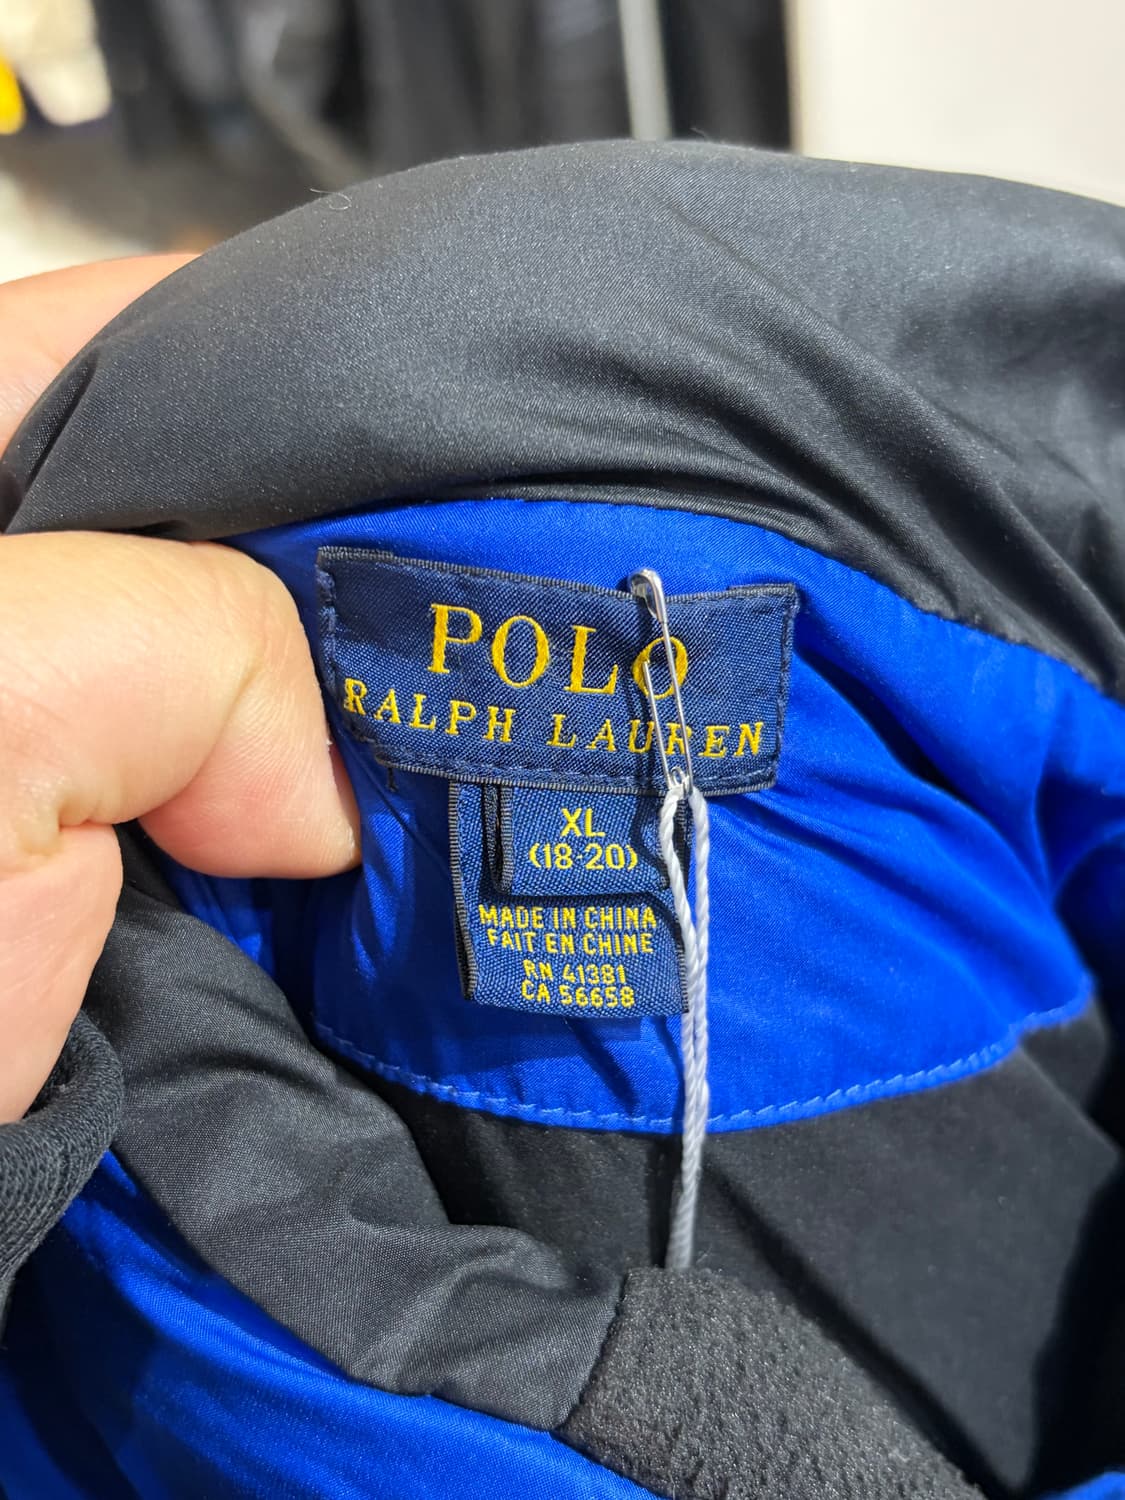 POLO
RALPH LAUREN
XL
(18-20)
MADE IN CHINA
FAIT EN CHINE
RN 41381
CA 56658